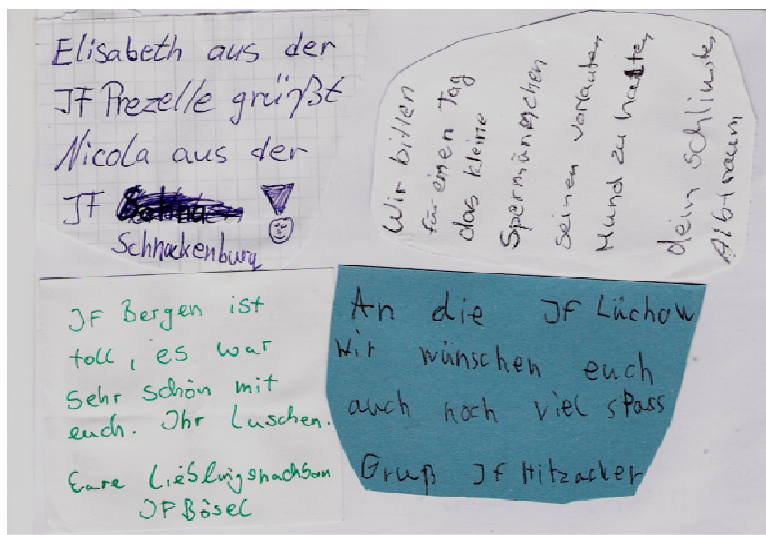 Elisabeth aus der
JF Prezelle grüßt
Nicola aus der
JF
Schnackenburg
Wir bitten
für einen Tag
das kleine
Spermänschen
seinen vorlauten
Mund zu halten,
dein schlimster
Albtraum
JF Bergen ist
toll, es war
sehr schön mit
euch. Ihr Luschen.
Eure Lieblingsnachbarn
JF Bösel
An die JF Lüchow
Wir wünschen euch
auch noch viel spass
Gruß JF Hitzacker